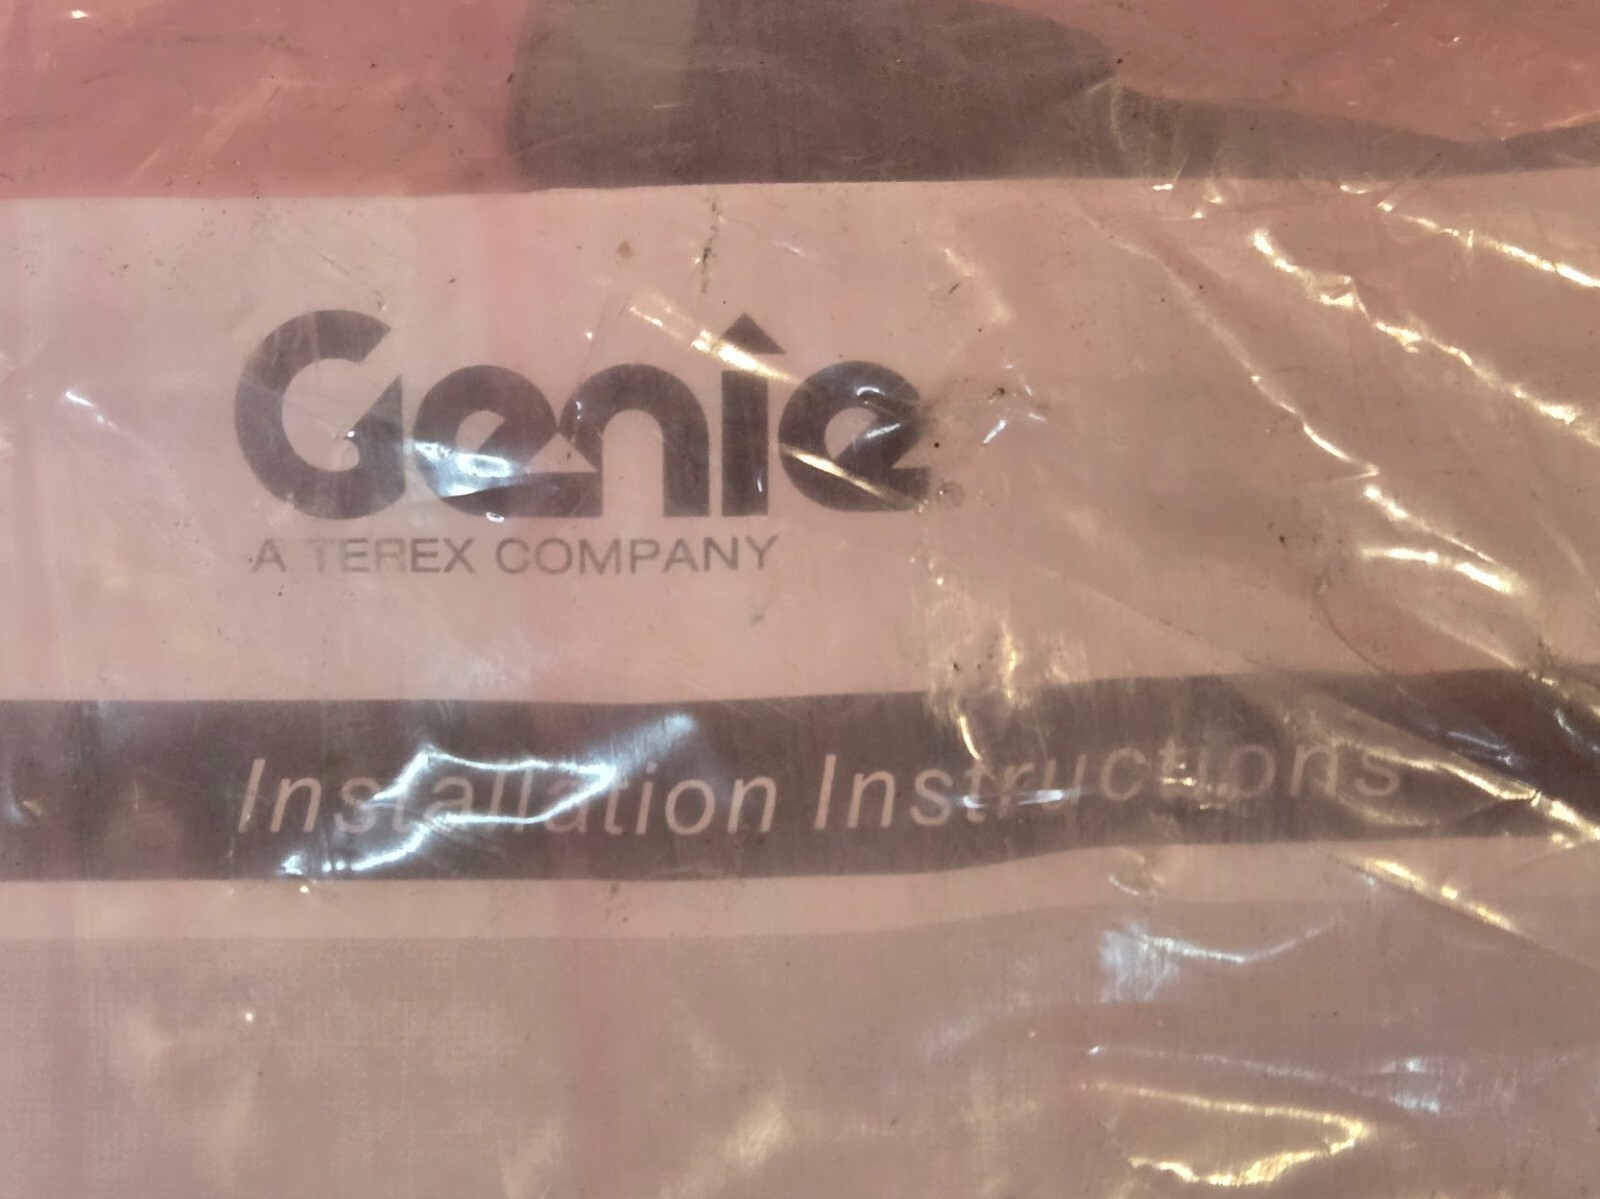 Genie®
A TEREX COMPANY
Installation Instructions